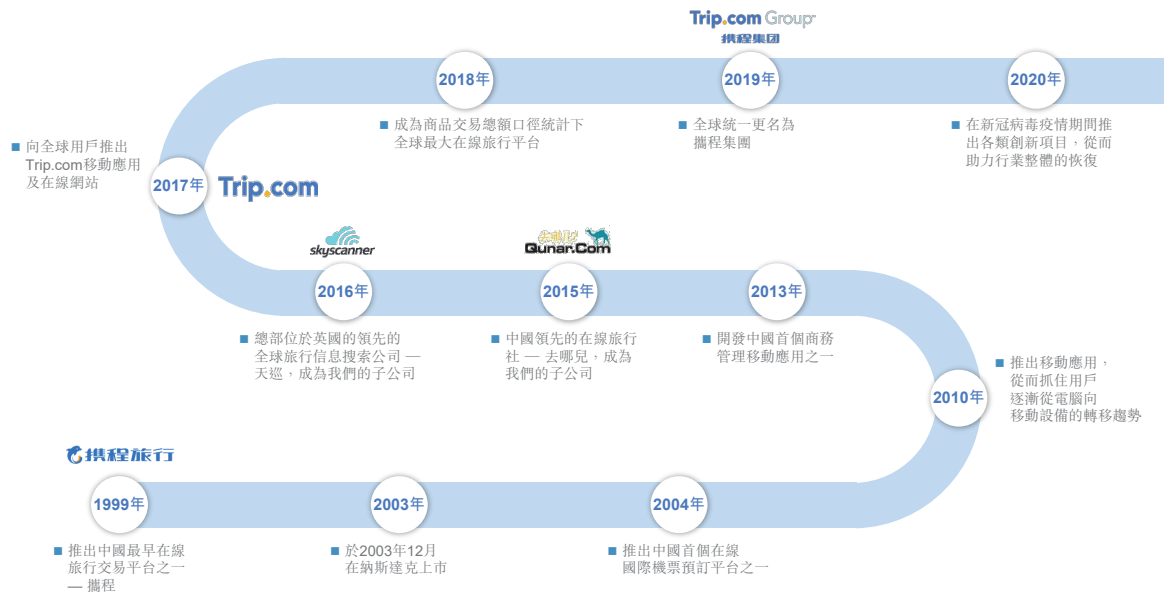 Trip.com Group
携程集团
2018年
2019年
2020年
■ 成為商品交易總額口徑統計下
全球最大在線旅行平台
■ 全球統一更名為
攜程集團
■ 在新冠病毒疫情期間推
出各類創新項目，從而
助力行業整體的恢復
■ 向全球用戶推出
Trip.com移動應用
及在線網站
2017年
Trip.com
skyscanner
去哪儿
Qunar.Com
2016年
2015年
2013年
■ 總部位於英國的領先的
全球旅行信息搜索公司 —
天巡，成為我們的子公司
■ 中國領先的在線旅行
社 — 去哪兒，成為
我們的子公司
■ 開發中國首個商務
管理移動應用之一
2010年
■ 推出移動應用，
從而抓住用戶
逐漸從電腦向
移動設備的轉移趨勢
携程旅行
1999年
2003年
2004年
■ 推出中國最早在線
旅行交易平台之一
— 攜程
■ 於2003年12月
在納斯達克上市
■ 推出中國首個在線
國際機票預訂平台之一